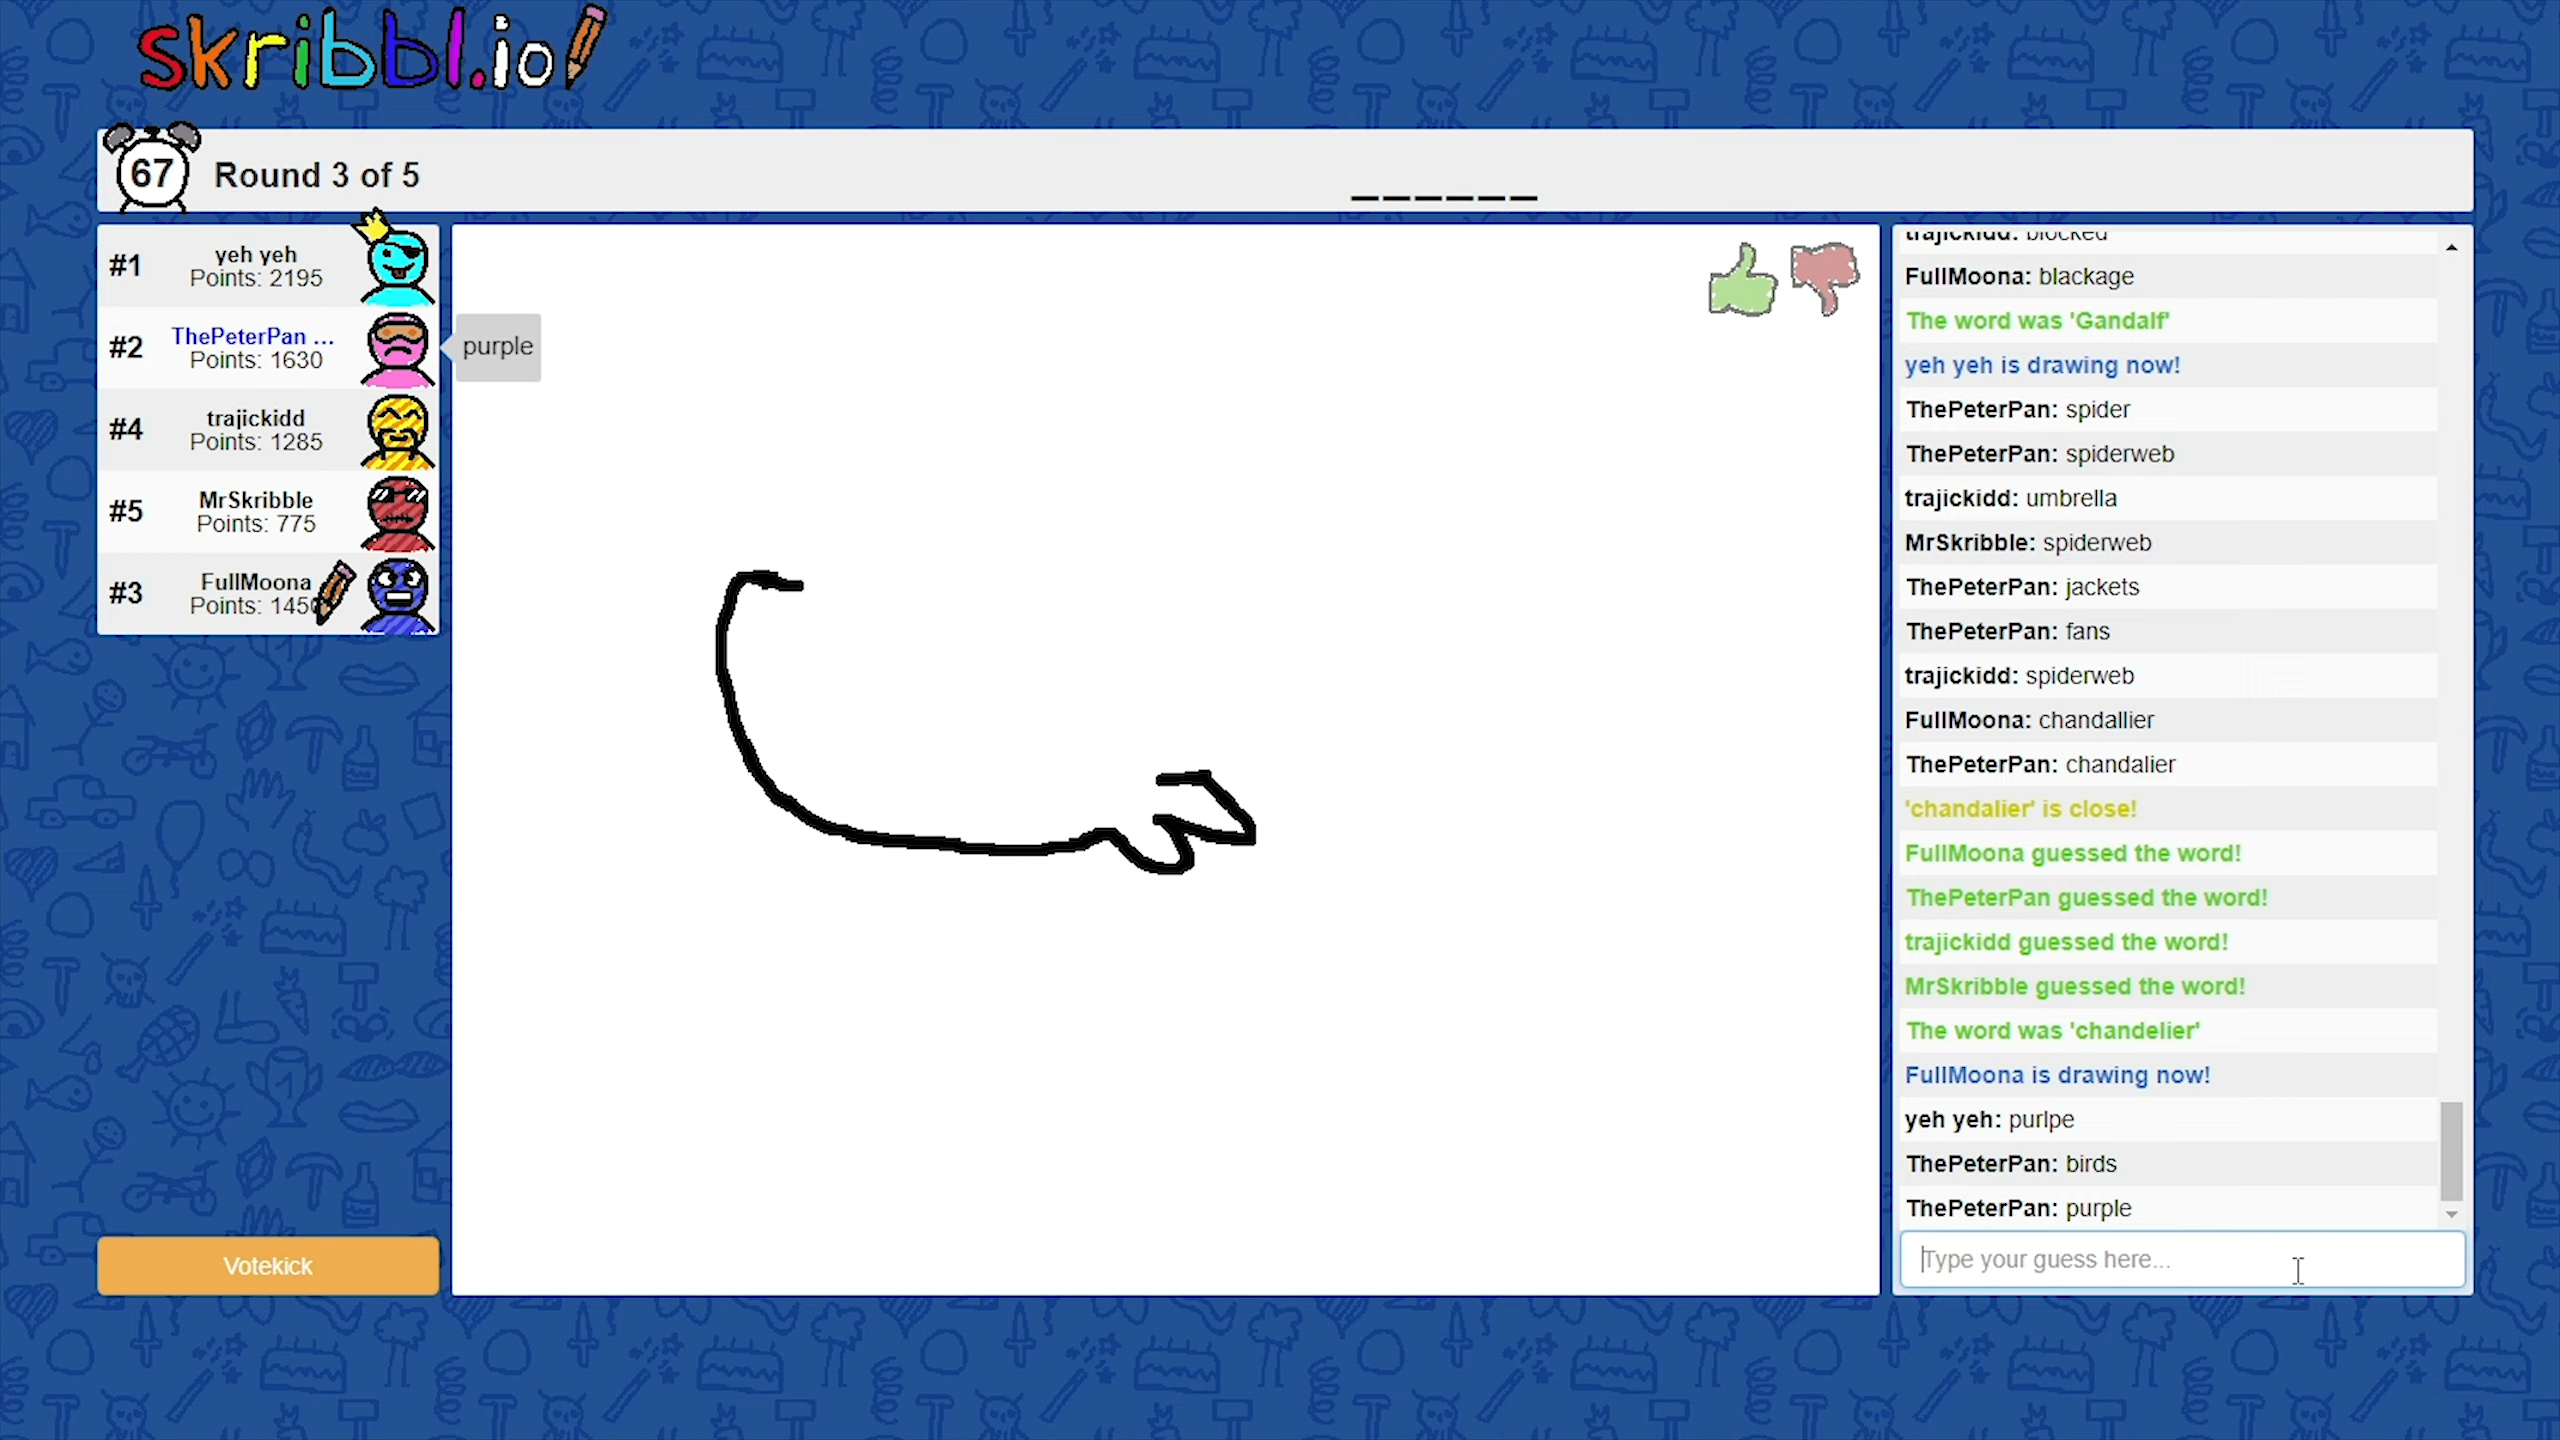 skribbl.io
67
Round 3 of 5
______
#1
yeh yeh
Points: 2195
#2
ThePeterPan ...
Points: 1630
purple
#4
trajickidd
Points: 1285
#5
MrSkribble
Points: 775
#3
FullMoona
Points: 1450
Votekick
trajickidd: blocked
FullMoona: blackage
The word was 'Gandalf'
yeh yeh is drawing now!
ThePeterPan: spider
ThePeterPan: spiderweb
trajickidd: umbrella
MrSkribble: spiderweb
ThePeterPan: jackets
ThePeterPan: fans
trajickidd: spiderweb
FullMoona: chandallier
ThePeterPan: chandalier
'chandalier' is close!
FullMoona guessed the word!
ThePeterPan guessed the word!
trajickidd guessed the word!
MrSkribble guessed the word!
The word was 'chandelier'
FullMoona is drawing now!
yeh yeh: purlpe
ThePeterPan: birds
ThePeterPan: purple
Type your guess here...